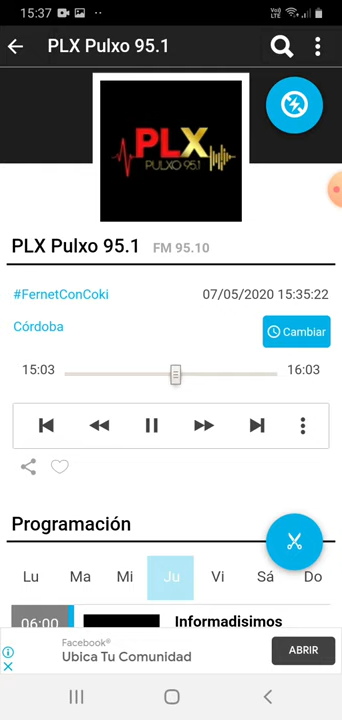 15:37
Vo))
LTE
PLX Pulxo 95.1
PLX
PULXO 95.1
PLX Pulxo 95.1 FM 95.10
#FernetConCoki 07/05/2020 15:35:22
Córdoba Cambiar
15:03 16:03
Programación
Lu Ma Mi Ju Vi Sá Do
06:00 Informadisimos
Facebook®
Ubica Tu Comunidad
ABRIR